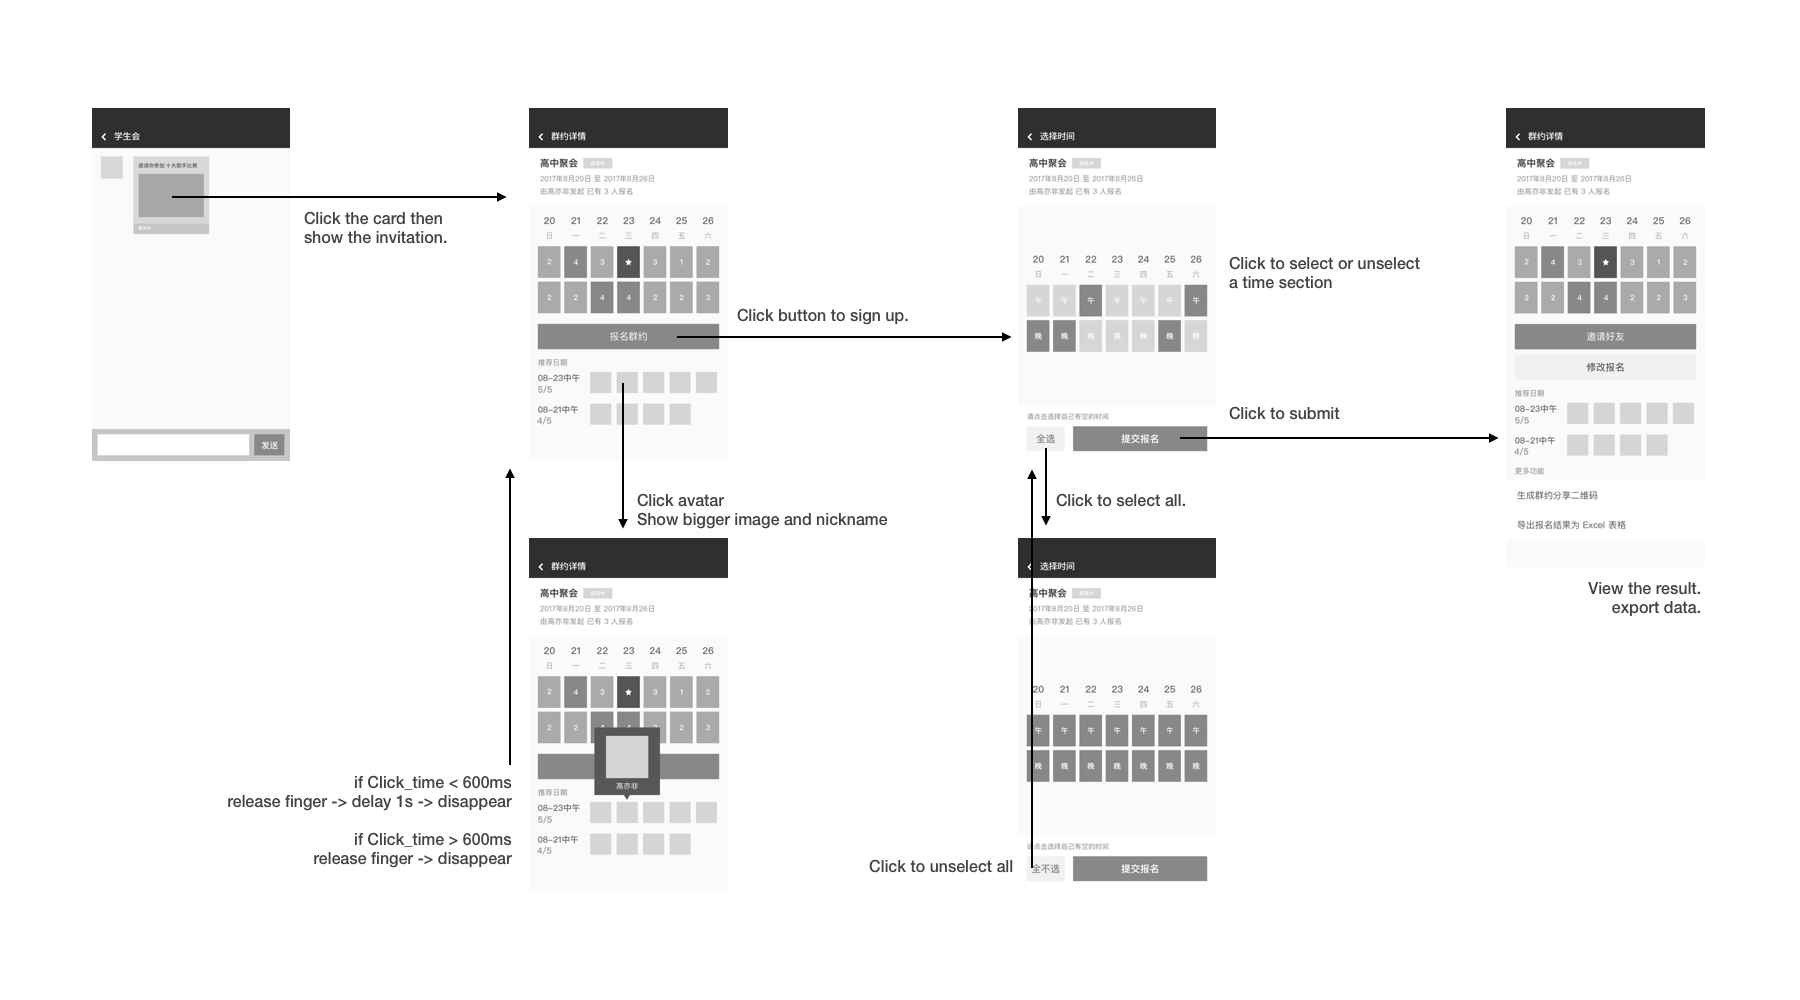 学生会
邀请你参加 十大歌手比赛
发送
Click the card then
show the invitation.
群约详情
高中聚会
2017年8月20日 至 2017年8月26日
由高亦非发起 已有 3 人报名
20 21 22 23 24 25 26
日 一 二 三 四 五 六
2 4 3 ★ 3 1 2
2 2 4 4 2 2 3
报名群约
推荐日期
08-23中午
5/5
08-21中午
4/5
Click button to sign up.
Click avatar
Show bigger image and nickname
群约详情
高中聚会
2017年8月20日 至 2017年8月26日
由高亦非发起 已有 3 人报名
20 21 22 23 24 25 26
日 一 二 三 四 五 六
2 4 3 ★ 3 1 2
2 2 4 4 2 2 3
高亦非
推荐日期
08-23中午
5/5
08-21中午
4/5
if Click_time < 600ms
release finger -> delay 1s -> disappear
if Click_time > 600ms
release finger -> disappear
选择时间
高中聚会
2017年8月20日 至 2017年8月26日
由高亦非发起 已有 3 人报名
20 21 22 23 24 25 26
日 一 二 三 四 五 六
午 午 午 午 午 午 午
晚 晚 晚 晚 晚 晚 晚
请点击选择自己有空的时间
全选 提交报名
Click to select or unselect
a time section
Click to submit
Click to select all.
选择时间
高中聚会
2017年8月20日 至 2017年8月26日
由高亦非发起 已有 3 人报名
20 21 22 23 24 25 26
日 一 二 三 四 五 六
午 午 午 午 午 午 午
晚 晚 晚 晚 晚 晚 晚
请点击选择自己有空的时间
全不选 提交报名
Click to unselect all
群约详情
高中聚会
2017年8月20日 至 2017年8月26日
由高亦非发起 已有 3 人报名
20 21 22 23 24 25 26
日 一 二 三 四 五 六
2 4 3 ★ 3 1 2
2 2 4 4 2 2 3
邀请好友
修改报名
推荐日期
08-23中午
5/5
08-21中午
4/5
更多功能
生成群约分享二维码
导出报名结果为 Excel 表格
View the result.
export data.